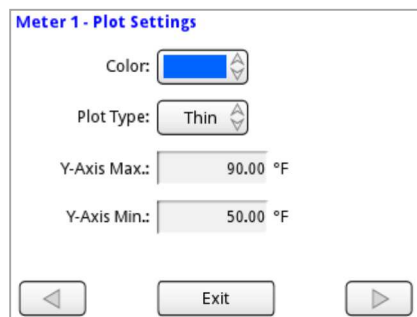 Meter 1 - Plot Settings
Color:
Plot Type: Thin
Y-Axis Max.: 90.00 °F
Y-Axis Min.: 50.00 °F
Exit